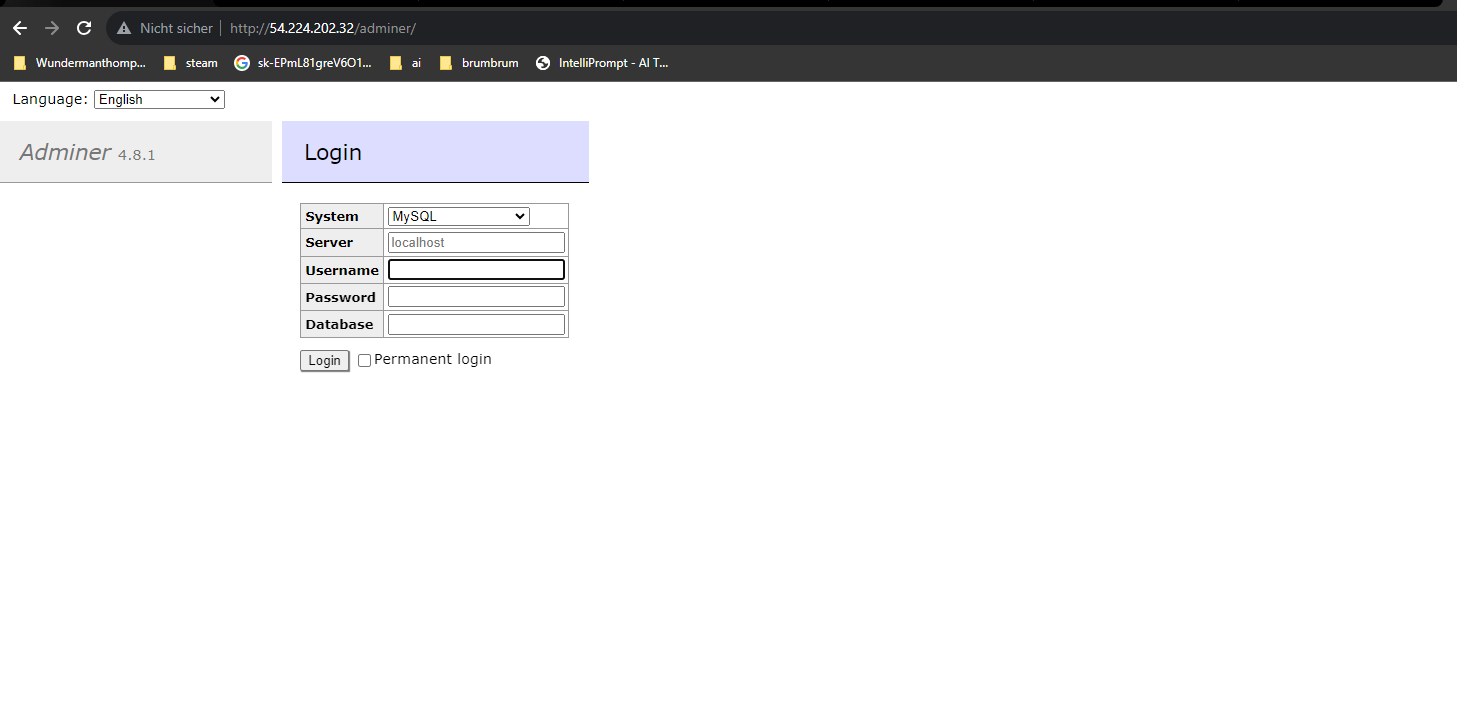 Nicht sicher http://54.224.202.32/adminer/
Wundermanthomp... steam sk-EPmL81greV6O1... ai brumbrum IntelliPrompt - AI T...
Language: English
Adminer 4.8.1
Login
System MySQL
Server localhost
Username
Password
Database
Login Permanent login